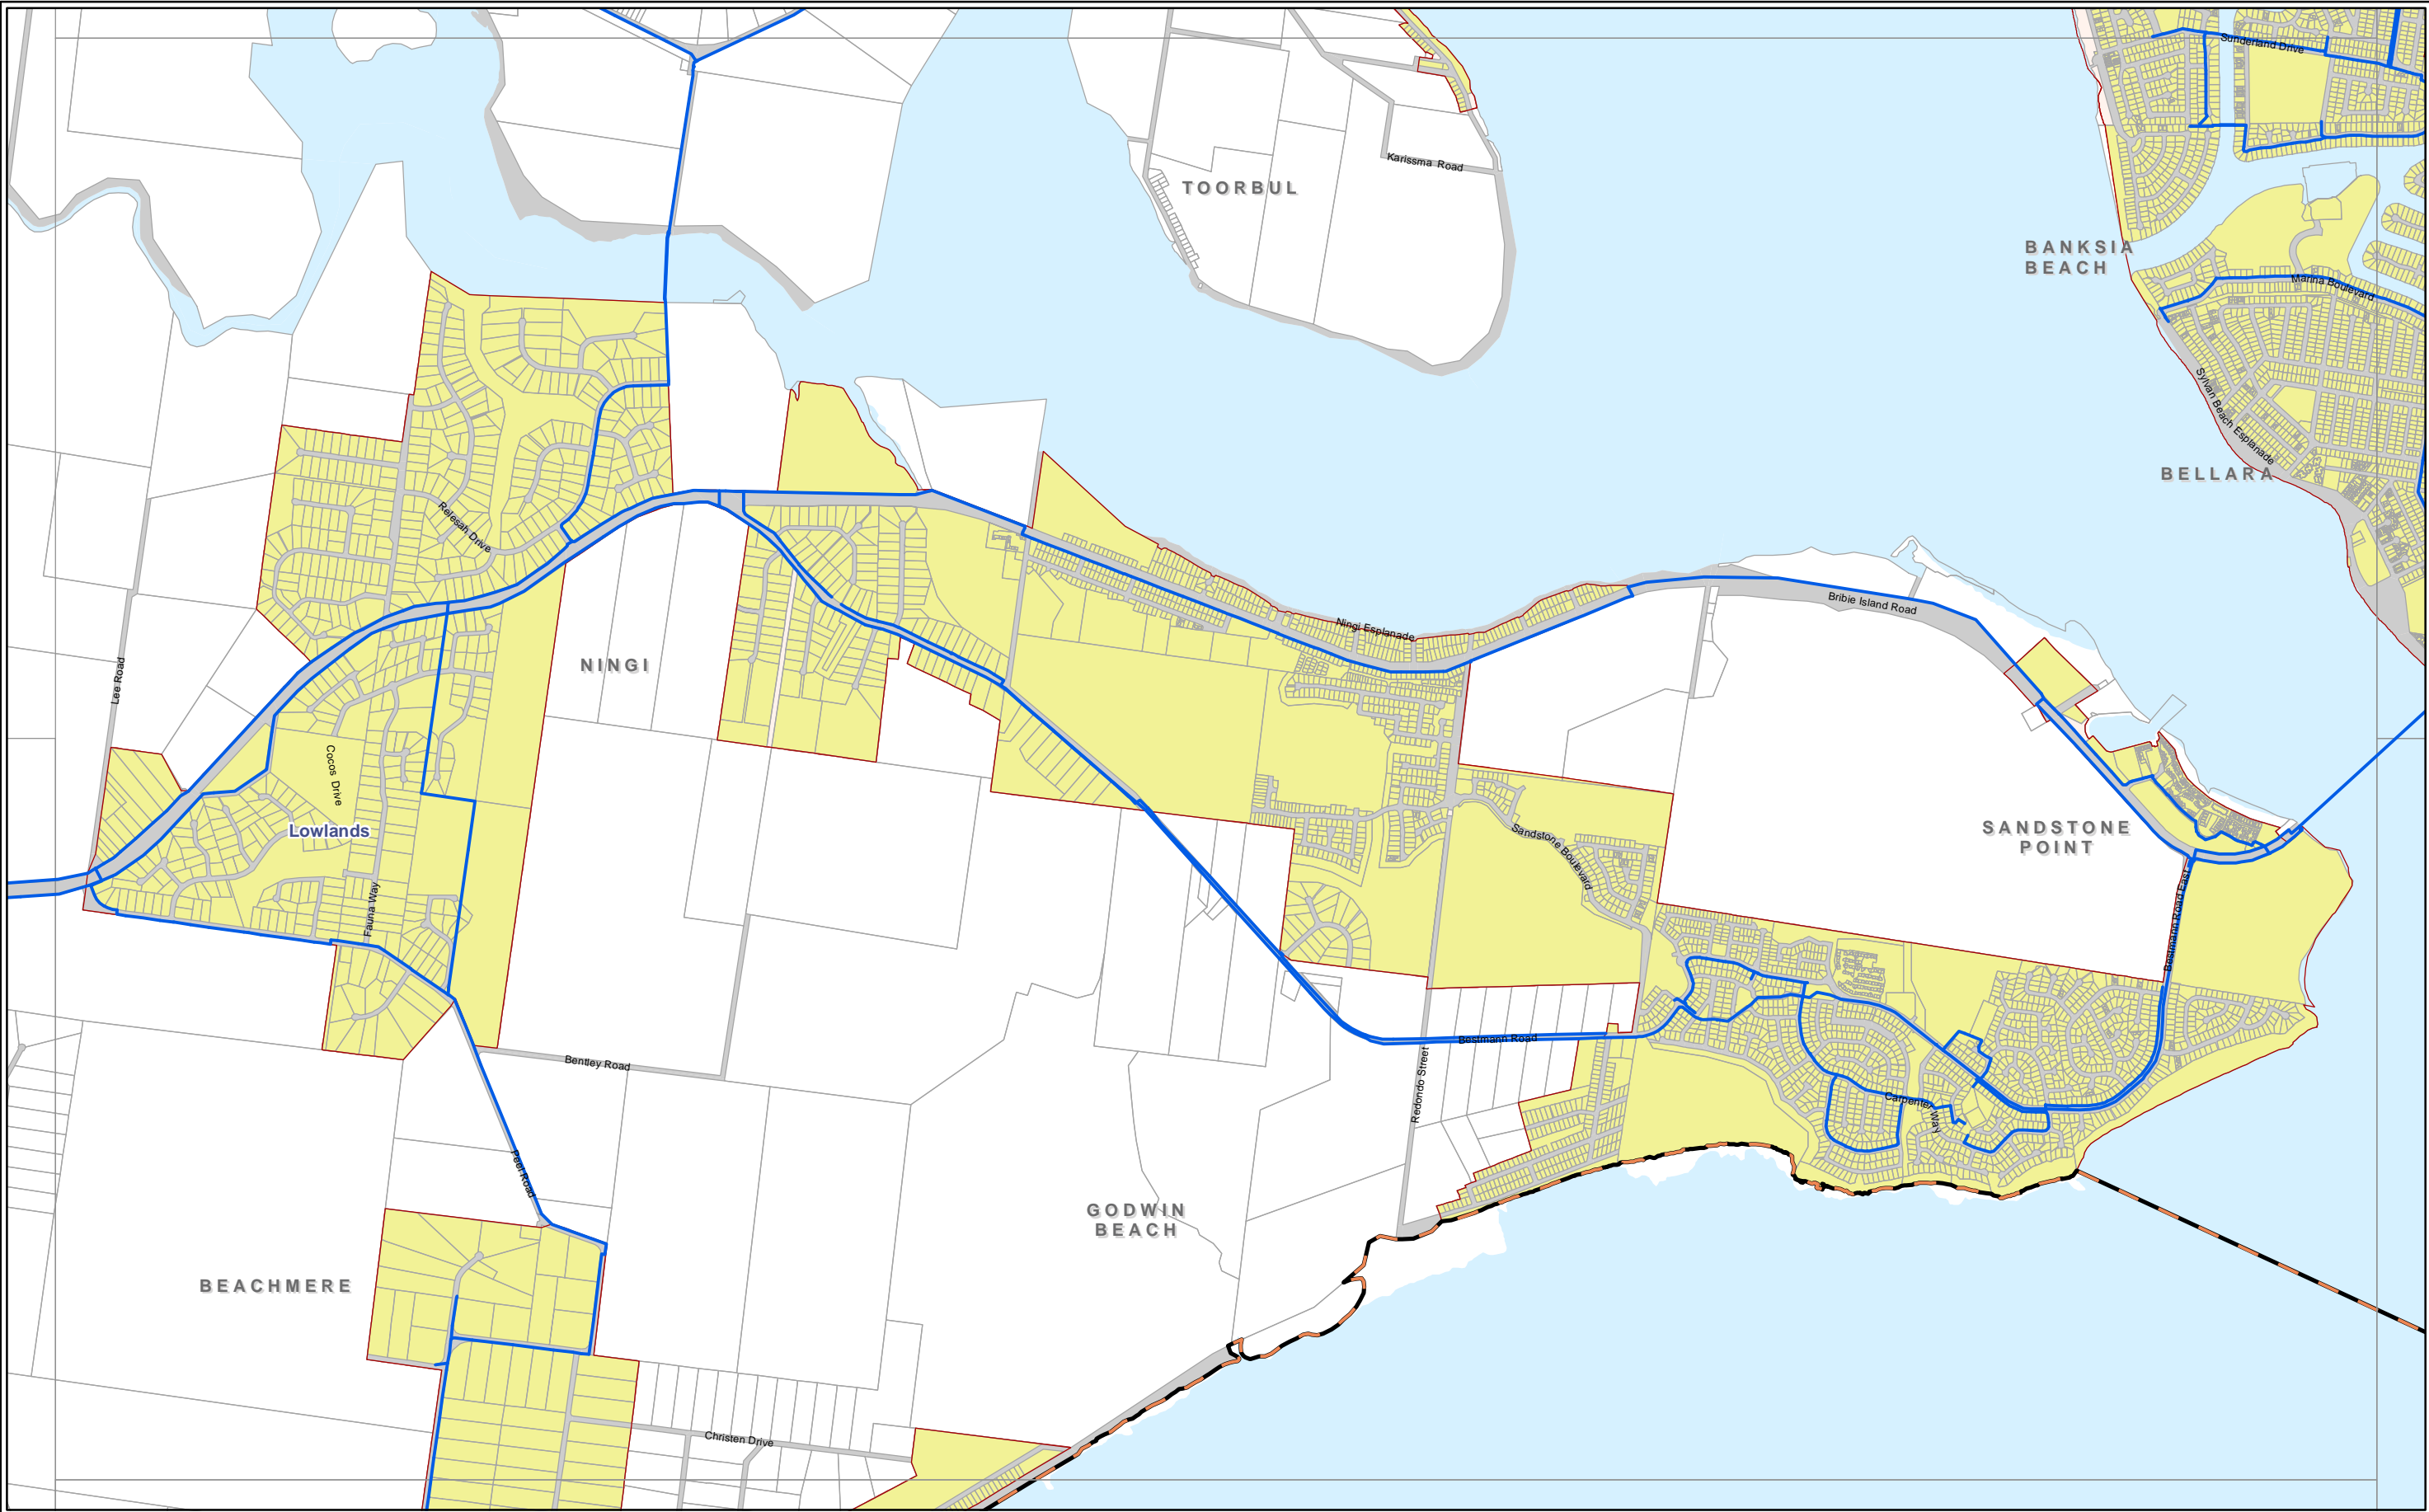 Sunderland Drive
Karissma Road
TOORBUL
BANKSIA
BEACH
Marina Boulevard
Sylvan Beach Esplanade
BELLARA
Relesah Drive
Bribie Island Road
Ningi Esplanade
NINGI
Lee Road
Cocos Drive
Lowlands
SANDSTONE
POINT
Sandstone Boulevard
Fauna Way
Bestmann Road East
Bestmann Road
Bentley Road
Redondo Street
Carpenter Way
Peel Road
GODWIN
BEACH
BEACHMERE
Christen Drive